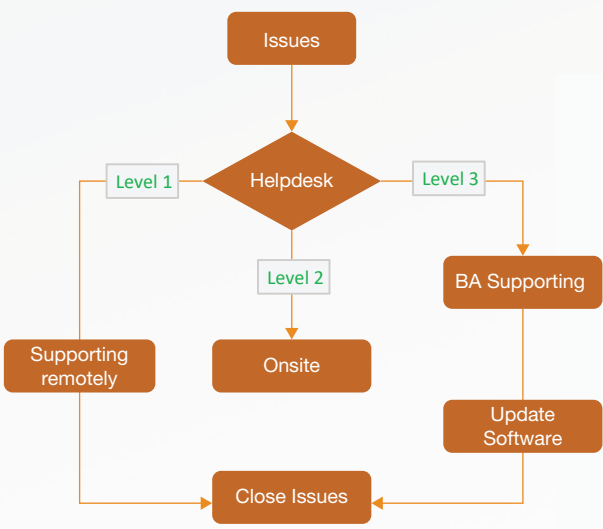 Issues
Helpdesk
Level 1
Level 3
Level 2
BA Supporting
Supporting
remotely
Onsite
Update
Software
Close Issues